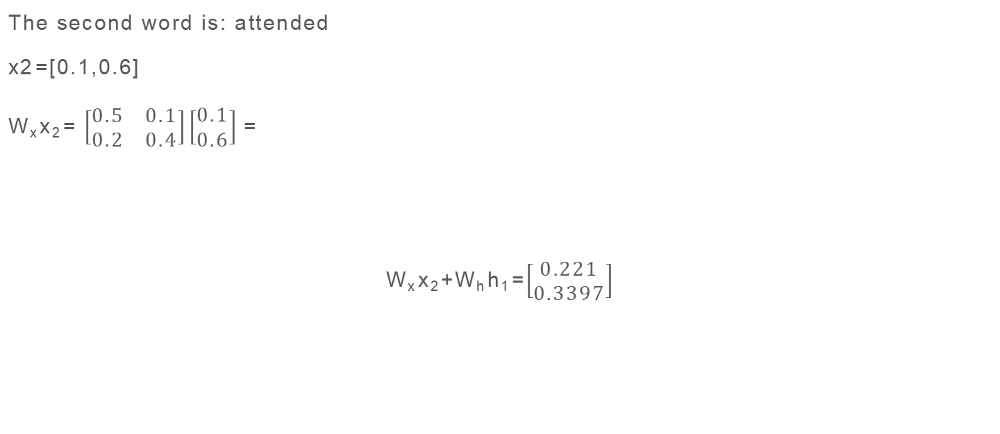 The second word is: attended
x2=[0.1,0.6]
Wₓx₂= [0.5 0.1; 0.2 0.4][0.1; 0.6] =
Wₓx₂+Wₕh₁=[0.221; 0.3397]